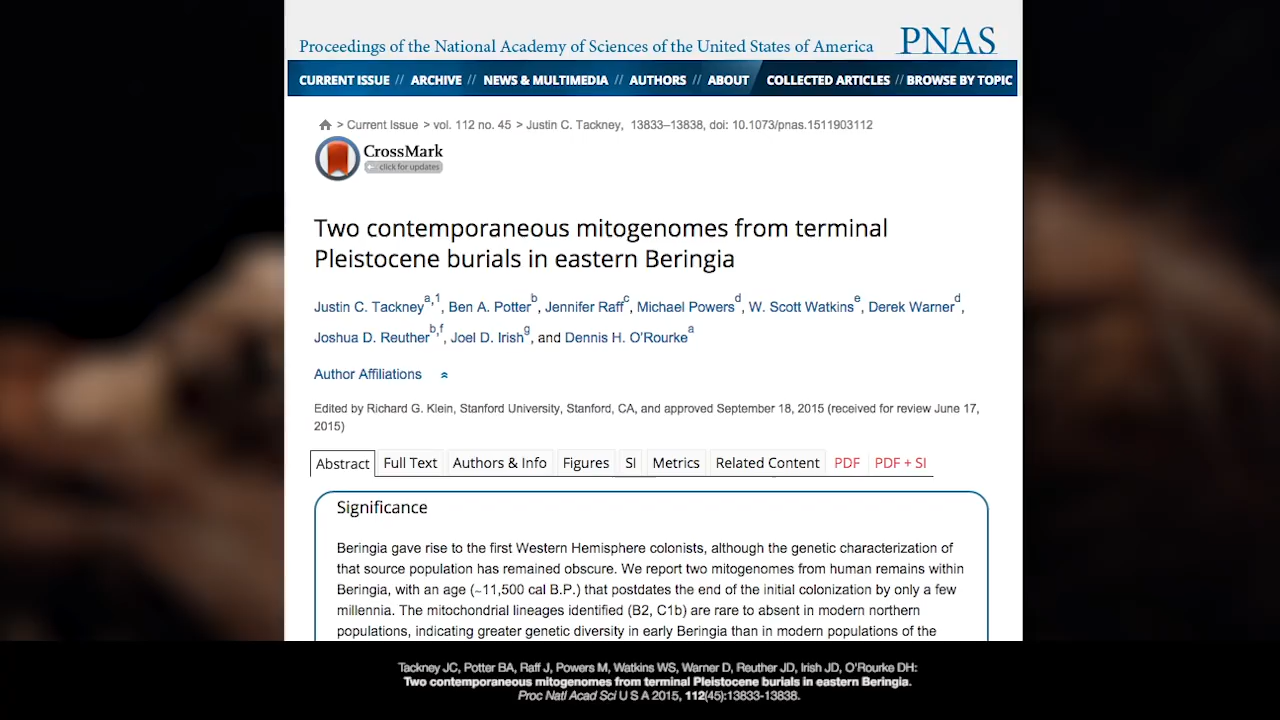 Proceedings of the National Academy of Sciences of the United States of America PNAS
CURRENT ISSUE // ARCHIVE // NEWS & MULTIMEDIA // AUTHORS // ABOUT COLLECTED ARTICLES // BROWSE BY TOPIC
> Current Issue > vol. 112 no. 45 > Justin C. Tackney, 13833–13838, doi: 10.1073/pnas.1511903112
CrossMark
click for updates
Two contemporaneous mitogenomes from terminal
Pleistocene burials in eastern Beringia
Justin C. Tackney a,1, Ben A. Potter b, Jennifer Raff c, Michael Powers d, W. Scott Watkins e, Derek Warner d,
Joshua D. Reuther b,f, Joel D. Irish g, and Dennis H. O'Rourke a
Author Affiliations
Edited by Richard G. Klein, Stanford University, Stanford, CA, and approved September 18, 2015 (received for review June 17,
2015)
Abstract Full Text Authors & Info Figures SI Metrics Related Content PDF PDF + SI
Significance
Beringia gave rise to the first Western Hemisphere colonists, although the genetic characterization of
that source population has remained obscure. We report two mitogenomes from human remains within
Beringia, with an age (~11,500 cal B.P.) that postdates the end of the initial colonization by only a few
millennia. The mitochondrial lineages identified (B2, C1b) are rare to absent in modern northern
populations, indicating greater genetic diversity in early Beringia than in modern populations of the
Tackney JC, Potter BA, Raff J, Powers M, Watkins WS, Warner D, Reuther JD, Irish JD, O'Rourke DH:
Two contemporaneous mitogenomes from terminal Pleistocene burials in eastern Beringia.
Proc Natl Acad Sci U S A 2015, 112(45):13833-13838.